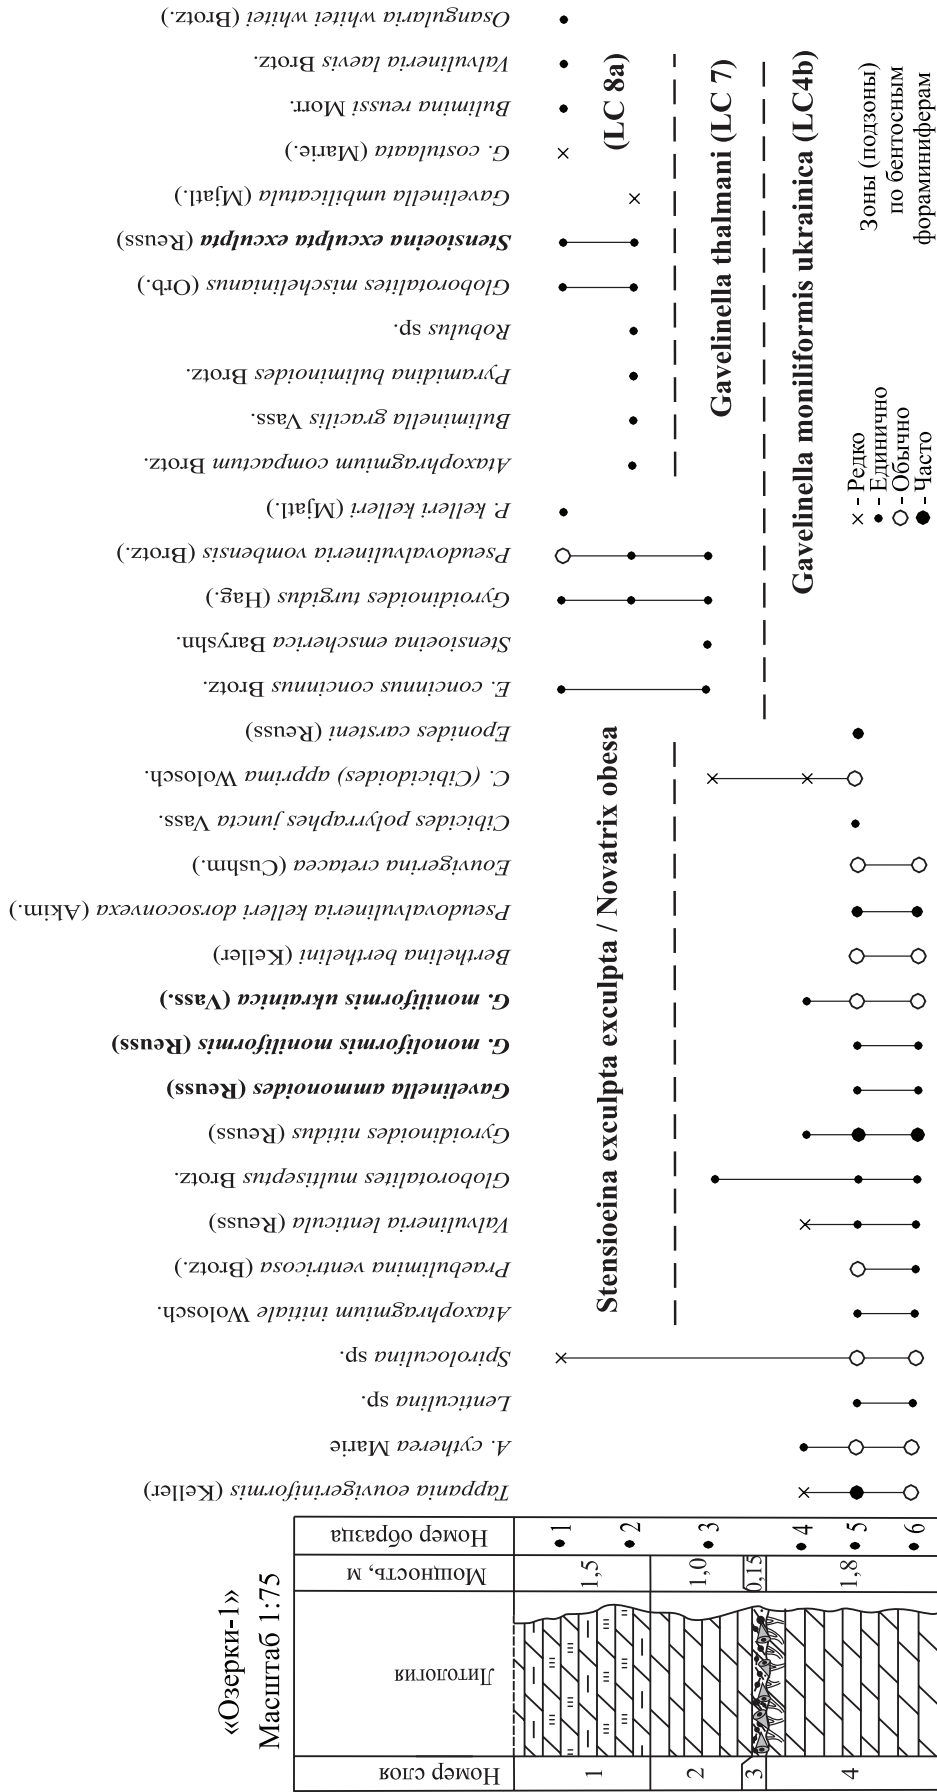 «Озерки-1»
Масштаб 1:75
Номер слоя
Литология
Мощность, м
Номер образца
1
2
3
4
1,5
1,0
0,15
1,8
1
2
3
4
5
6
Tappania eouvigeriniformis (Keller)
A. cytherea Marie
Lenticulina sp.
Spiroloculina sp.
Ataxophragmium initiale Wolosch.
Praebulimina ventricosa (Brotz.)
Valvulineria lenticula (Reuss)
Globorotalites multiseptus Brotz.
Gyroidinoides nitidus (Reuss)
Gavelinella ammonoides (Reuss)
G. monoliformis moniliformis (Reuss)
G. moniliformis ukrainica (Vass.)
Berthelina berthelini (Keller)
Pseudovalvulineria kelleri dorsoconvexa (Akim.)
Eouvigerina cretacea (Cushm.)
Cibicides polyrraphes juncta Vass.
C. (Cibicidoides) apprima Wolosch.
Eponides carsteni (Reuss)
E. concinnus concinnus Brotz.
Stensioeina emscherica Baryshn.
Gyroidinoides turgidus (Hag.)
Pseudovalvulineria vombensis (Brotz.)
P. kelleri kelleri (Mjatl.)
Ataxophragmium compactum Brotz.
Buliminella gracilis Vass.
Pyramidina buliminoides Brotz.
Robulus sp.
Globorotalites mischelinianus (Orb.)
Stensioeina exculpta exculpta (Reuss)
Gavelinella umbilicatula (Mjatl.)
G. costulaata (Marie.)
Bulimina reussi Morr.
Valvulineria laevis Brotz.
Osangularia whitei whitei (Brotz.)
Stensioeina exculpta exculpta / Novatrix obesa
(LC 8a)
Gavelinella thalmani (LC 7)
Gavelinella moniliformis ukrainica (LC4b)
Зоны (подзоны)
по бентосным
фораминиферам
× - Редко
• - Единично
○ - Обычно
● - Часто